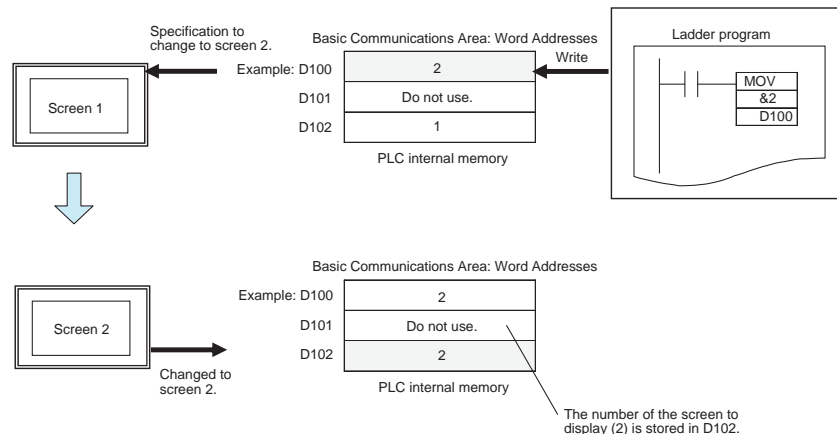 Specification to
change to screen 2.
Basic Communications Area: Word Addresses
Ladder program
Example: D100
2
Write
MOV
&2
D100
Screen 1
D101
Do not use.
D102
1
PLC internal memory
Basic Communications Area: Word Addresses
Example: D100
2
Screen 2
D101
Do not use.
D102
2
Changed to
screen 2.
PLC internal memory
The number of the screen to
display (2) is stored in D102.